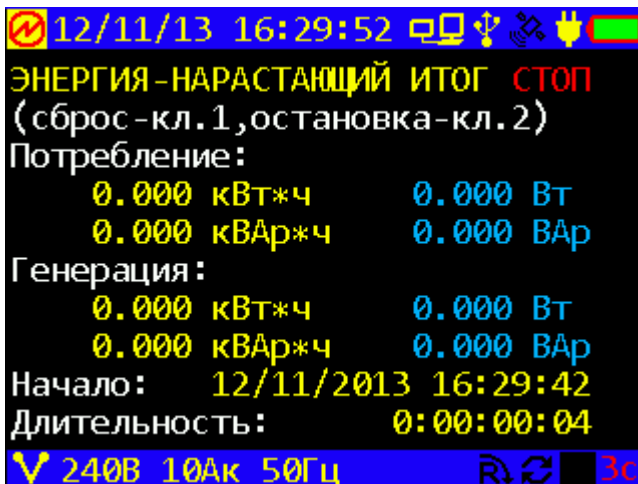 12/11/13 16:29:52
ЭНЕРГИЯ-НАРАСТАЮЩИЙ ИТОГ СТОП
(сброс-кл.1,остановка-кл.2)
Потребление:
0.000 кВт*ч 0.000 Вт
0.000 кВАр*ч 0.000 ВАр
Генерация:
0.000 кВт*ч 0.000 Вт
0.000 кВАр*ч 0.000 ВАр
Начало: 12/11/2013 16:29:42
Длительность: 0:00:00:04
240В 10Ак 50Гц R 3с